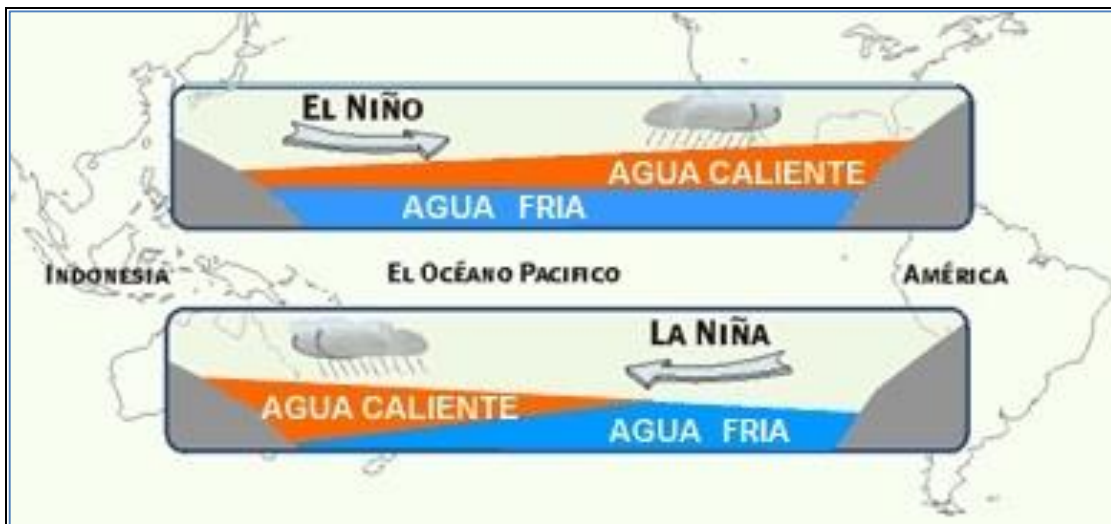 EL NIÑO
AGUA CALIENTE
AGUA FRIA
INDONESIA
EL OCÉANO PACIFICO
AMÉRICA
LA NIÑA
AGUA CALIENTE
AGUA FRIA